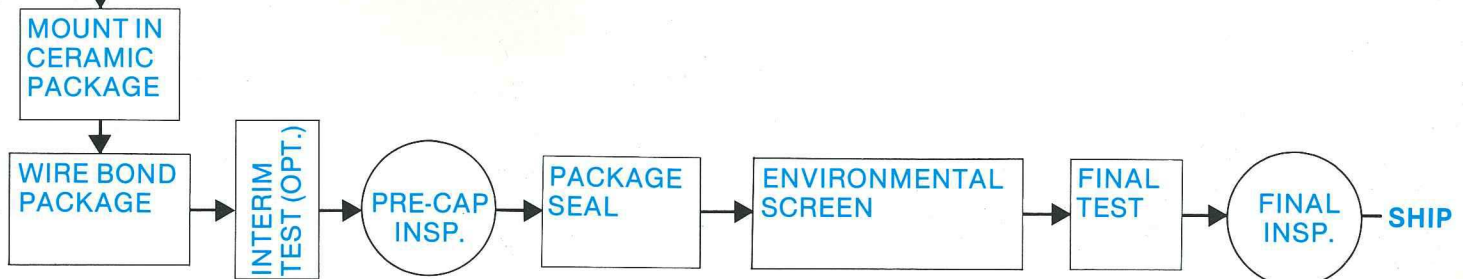 MOUNT IN
CERAMIC
PACKAGE
WIRE BOND
PACKAGE
INTERIM
TEST (OPT.)
PRE-CAP
INSP.
PACKAGE
SEAL
ENVIRONMENTAL
SCREEN
FINAL
TEST
FINAL
INSP.
SHIP